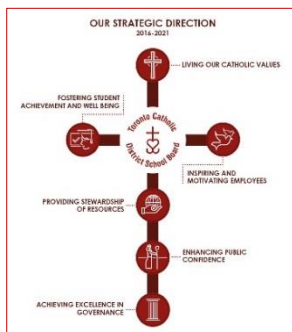 OUR STRATEGIC DIRECTION
2016-2021
LIVING OUR CATHOLIC VALUES
FOSTERING STUDENT
ACHIEVEMENT AND WELL BEING
Toronto Catholic
District School Board
INSPIRING AND
MOTIVATING EMPLOYEES
PROVIDING STEWARDSHIP
OF RESOURCES
ENHANCING PUBLIC
CONFIDENCE
ACHIEVING EXCELLENCE IN
GOVERNANCE